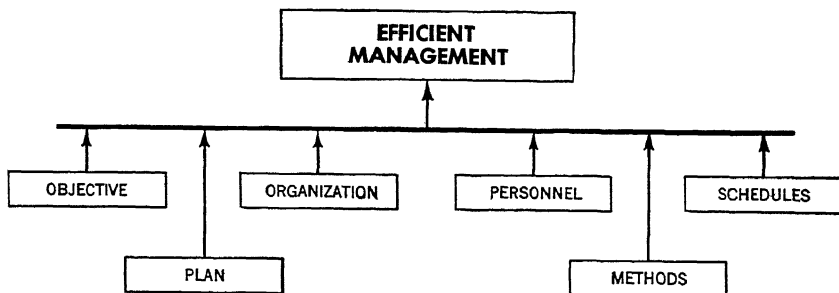 EFFICIENT
MANAGEMENT
OBJECTIVE
ORGANIZATION
PERSONNEL
SCHEDULES
PLAN
METHODS